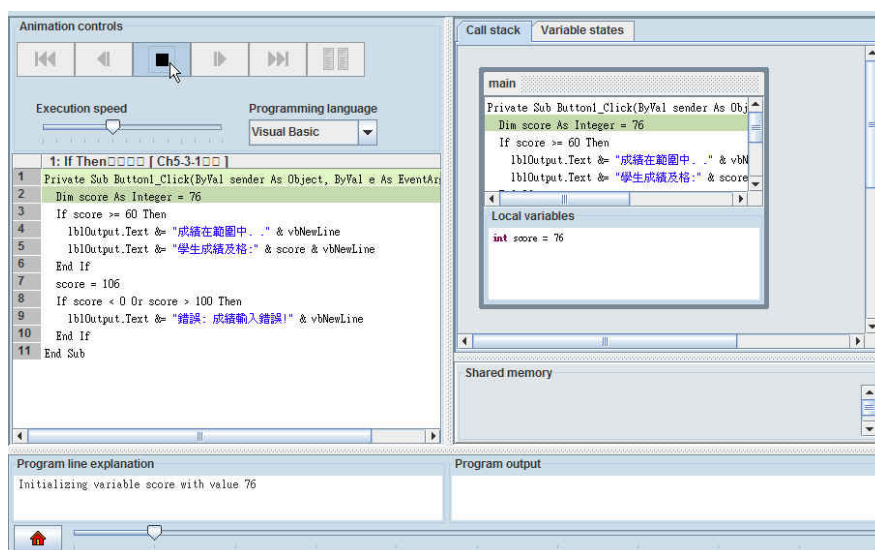 Animation controls
Execution speed
Programming language
Visual Basic
1: If Then□□□□ [ Ch5-3-1□□ ]
1 Private Sub Button1_Click(ByVal sender As Object, ByVal e As EventAr
2 Dim score As Integer = 76
3 If score >= 60 Then
4 lblOutput.Text &= "成績在範圍中. ." & vbNewLine
5 lblOutput.Text &= "學生成績及格:" & score & vbNewLine
6 End If
7 score = 106
8 If score < 0 Or score > 100 Then
9 lblOutput.Text &= "錯誤: 成績輸入錯誤!" & vbNewLine
10 End If
11 End Sub
Call stack
Variable states
main
Private Sub Button1_Click(ByVal sender As Obj
Dim score As Integer = 76
If score >= 60 Then
lblOutput.Text &= "成績在範圍中. ." & vbN
lblOutput.Text &= "學生成績及格:" & score
Local variables
int score = 76
Shared memory
Program line explanation
Initializing variable score with value 76
Program output